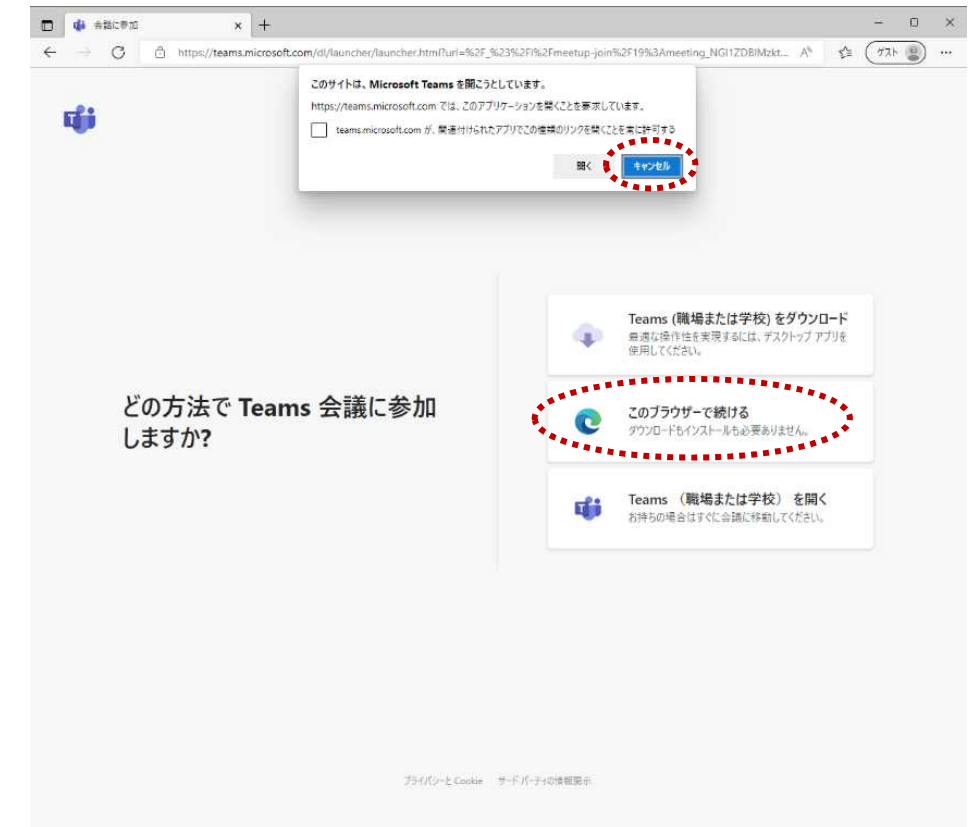 会議に参加
https://teams.microsoft.com/dl/launcher/launcher.html?url=%2F_%23%2Fl%2Fmeetup-join%2F19%3Ameeting_NGI1ZDBlMzkt...
ゲスト
このサイトは、Microsoft Teams を開こうとしています。
https://teams.microsoft.com では、このアプリケーションを開くことを要求しています。
teams.microsoft.com が、関連付けられたアプリでこの種類のリンクを開くことを常に許可する
開く
キャンセル
どの方法で Teams 会議に参加
しますか?
Teams (職場または学校) をダウンロード
最適な操作性を実現するには、デスクトップ アプリを
使用してください。
このブラウザーで続ける
ダウンロードもインストールも必要ありません。
Teams （職場または学校） を開く
お持ちの場合はすぐに会議に移動してください。
プライバシーと Cookie
サード パーティの情報開示